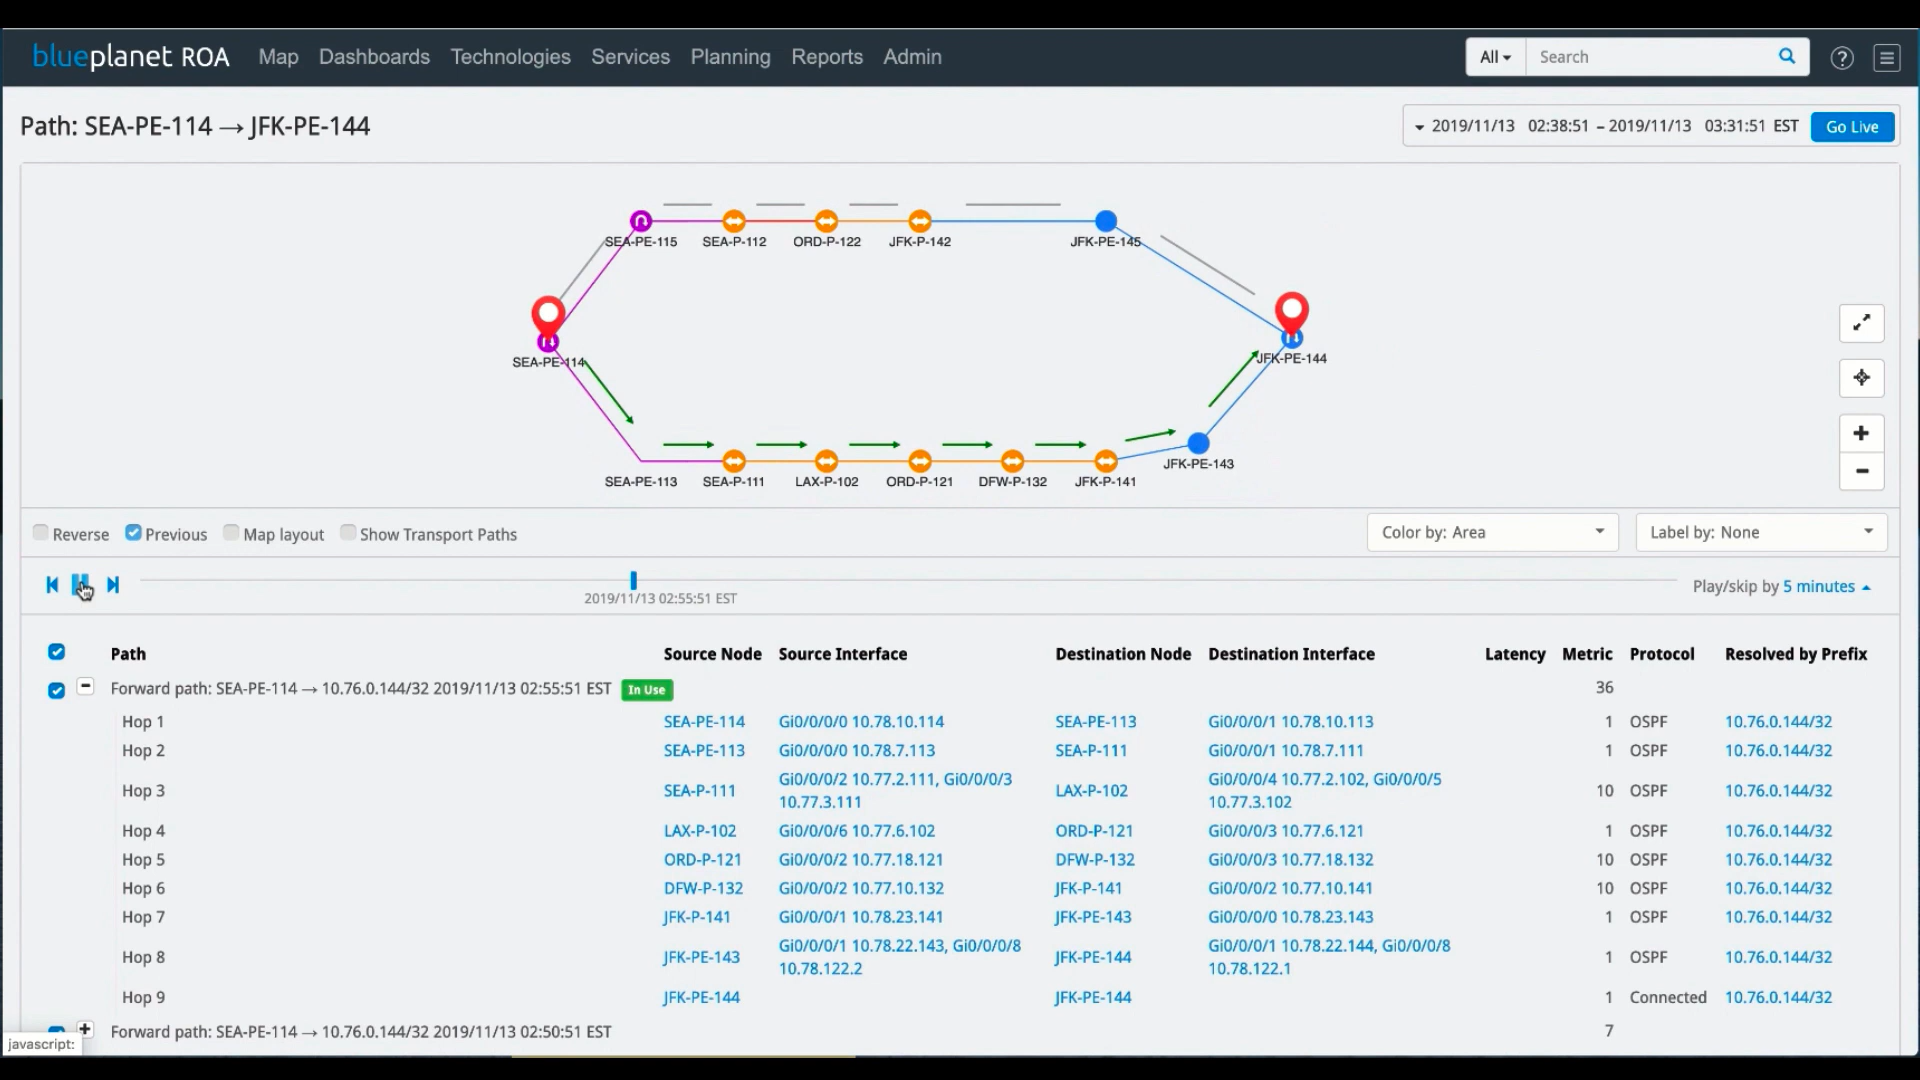 blueplanet ROA Map Dashboards Technologies Services Planning Reports Admin All Search ?
Path: SEA-PE-114 → JFK-PE-144 2019/11/13 02:38:51 – 2019/11/13 03:31:51 EST Go Live
SEA-PE-115 SEA-P-112 ORD-P-122 JFK-P-142 JFK-PE-145
SEA-PE-114 JFK-PE-144
SEA-PE-113 SEA-P-111 LAX-P-102 ORD-P-121 DFW-P-132 JFK-P-141 JFK-PE-143
Reverse Previous Map layout Show Transport Paths Color by: Area Label by: None
2019/11/13 02:55:51 EST Play/skip by 5 minutes
Path Source Node Source Interface Destination Node Destination Interface Latency Metric Protocol Resolved by Prefix
Forward path: SEA-PE-114 → 10.76.0.144/32 2019/11/13 02:55:51 EST In Use 36
Hop 1 SEA-PE-114 Gi0/0/0/0 10.78.10.114 SEA-PE-113 Gi0/0/0/1 10.78.10.113 1 OSPF 10.76.0.144/32
Hop 2 SEA-PE-113 Gi0/0/0/0 10.78.7.113 SEA-P-111 Gi0/0/0/1 10.78.7.111 1 OSPF 10.76.0.144/32
Hop 3 SEA-P-111 Gi0/0/0/2 10.77.2.111, Gi0/0/0/3 10.77.3.111 LAX-P-102 Gi0/0/0/4 10.77.2.102, Gi0/0/0/5 10.77.3.102 10 OSPF 10.76.0.144/32
Hop 4 LAX-P-102 Gi0/0/0/6 10.77.6.102 ORD-P-121 Gi0/0/0/3 10.77.6.121 1 OSPF 10.76.0.144/32
Hop 5 ORD-P-121 Gi0/0/0/2 10.77.18.121 DFW-P-132 Gi0/0/0/3 10.77.18.132 10 OSPF 10.76.0.144/32
Hop 6 DFW-P-132 Gi0/0/0/2 10.77.10.132 JFK-P-141 Gi0/0/0/2 10.77.10.141 10 OSPF 10.76.0.144/32
Hop 7 JFK-P-141 Gi0/0/0/1 10.78.23.141 JFK-PE-143 Gi0/0/0/0 10.78.23.143 1 OSPF 10.76.0.144/32
Hop 8 JFK-PE-143 Gi0/0/0/1 10.78.22.143, Gi0/0/0/8 10.78.122.2 JFK-PE-144 Gi0/0/0/1 10.78.22.144, Gi0/0/0/8 10.78.122.1 1 OSPF 10.76.0.144/32
Hop 9 JFK-PE-144 JFK-PE-144 1 Connected 10.76.0.144/32
Forward path: SEA-PE-114 → 10.76.0.144/32 2019/11/13 02:50:51 EST 7
javascript: